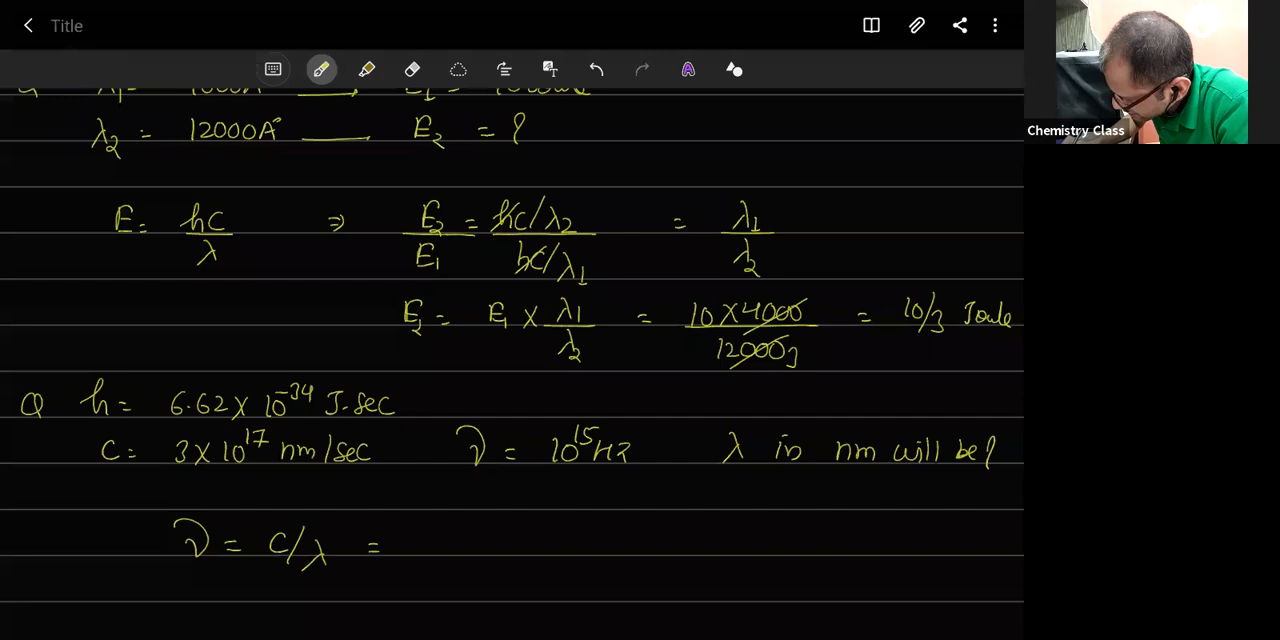 Title
λ₂ = 12000A° —— E₂ = ?
E = hc/λ ⇒ E₂/E₁ = (hc/λ₂)/(hc/λ₁) = λ₁/λ₂
E₂ = E₁ × λ₁/λ₂ = (10 × 4000)/(12000 3) = 10/3 Joule
Q h = 6.62 × 10⁻³⁴ J.sec
C = 3 × 10¹⁷ nm/sec ν = 10¹⁵ Hz λ in nm will be?
ν = C/λ =
Chemistry Class